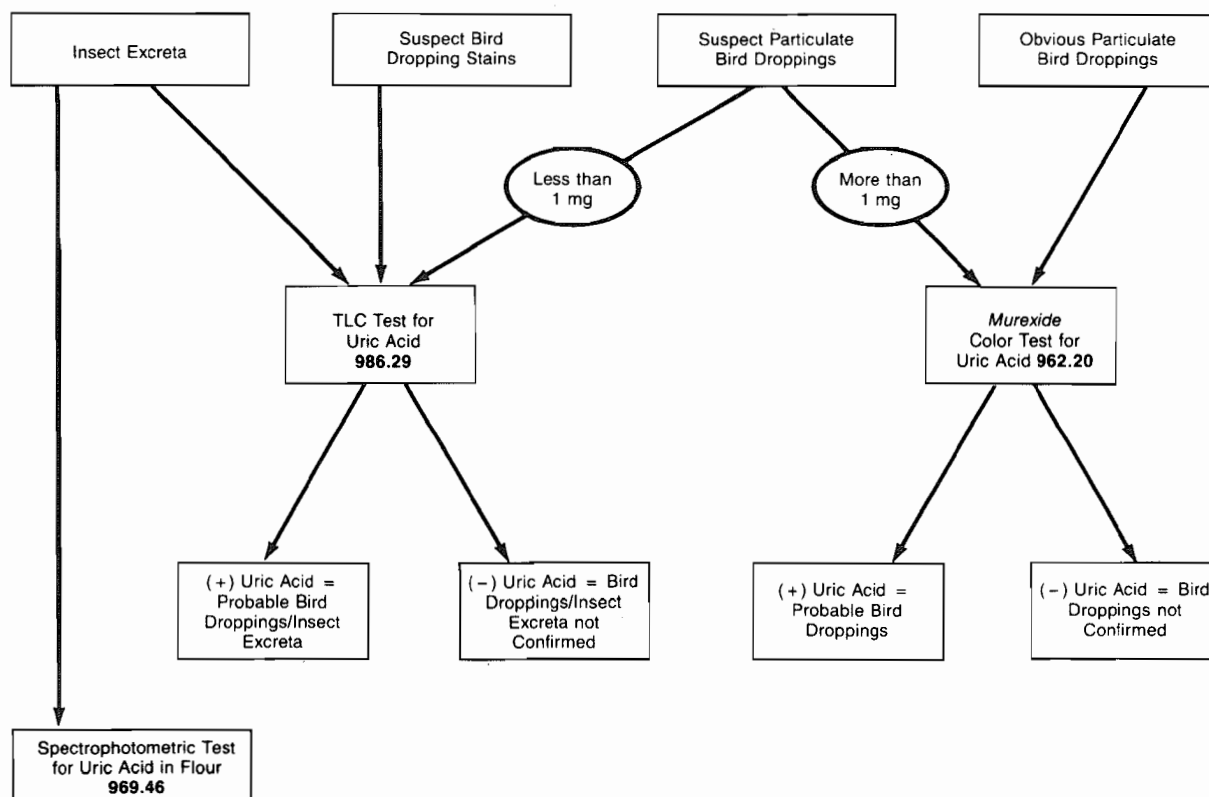 Insect Excreta
Suspect Bird
Dropping Stains
Suspect Particulate
Bird Droppings
Obvious Particulate
Bird Droppings
Less than
1 mg
More than
1 mg
TLC Test for
Uric Acid
986.29
Murexide
Color Test for
Uric Acid 962.20
(+) Uric Acid =
Probable Bird
Droppings/Insect
Excreta
(-) Uric Acid = Bird
Droppings/Insect
Excreta not
Confirmed
(+) Uric Acid =
Probable Bird
Droppings
(-) Uric Acid = Bird
Droppings not
Confirmed
Spectrophotometric Test
for Uric Acid in Flour
969.46